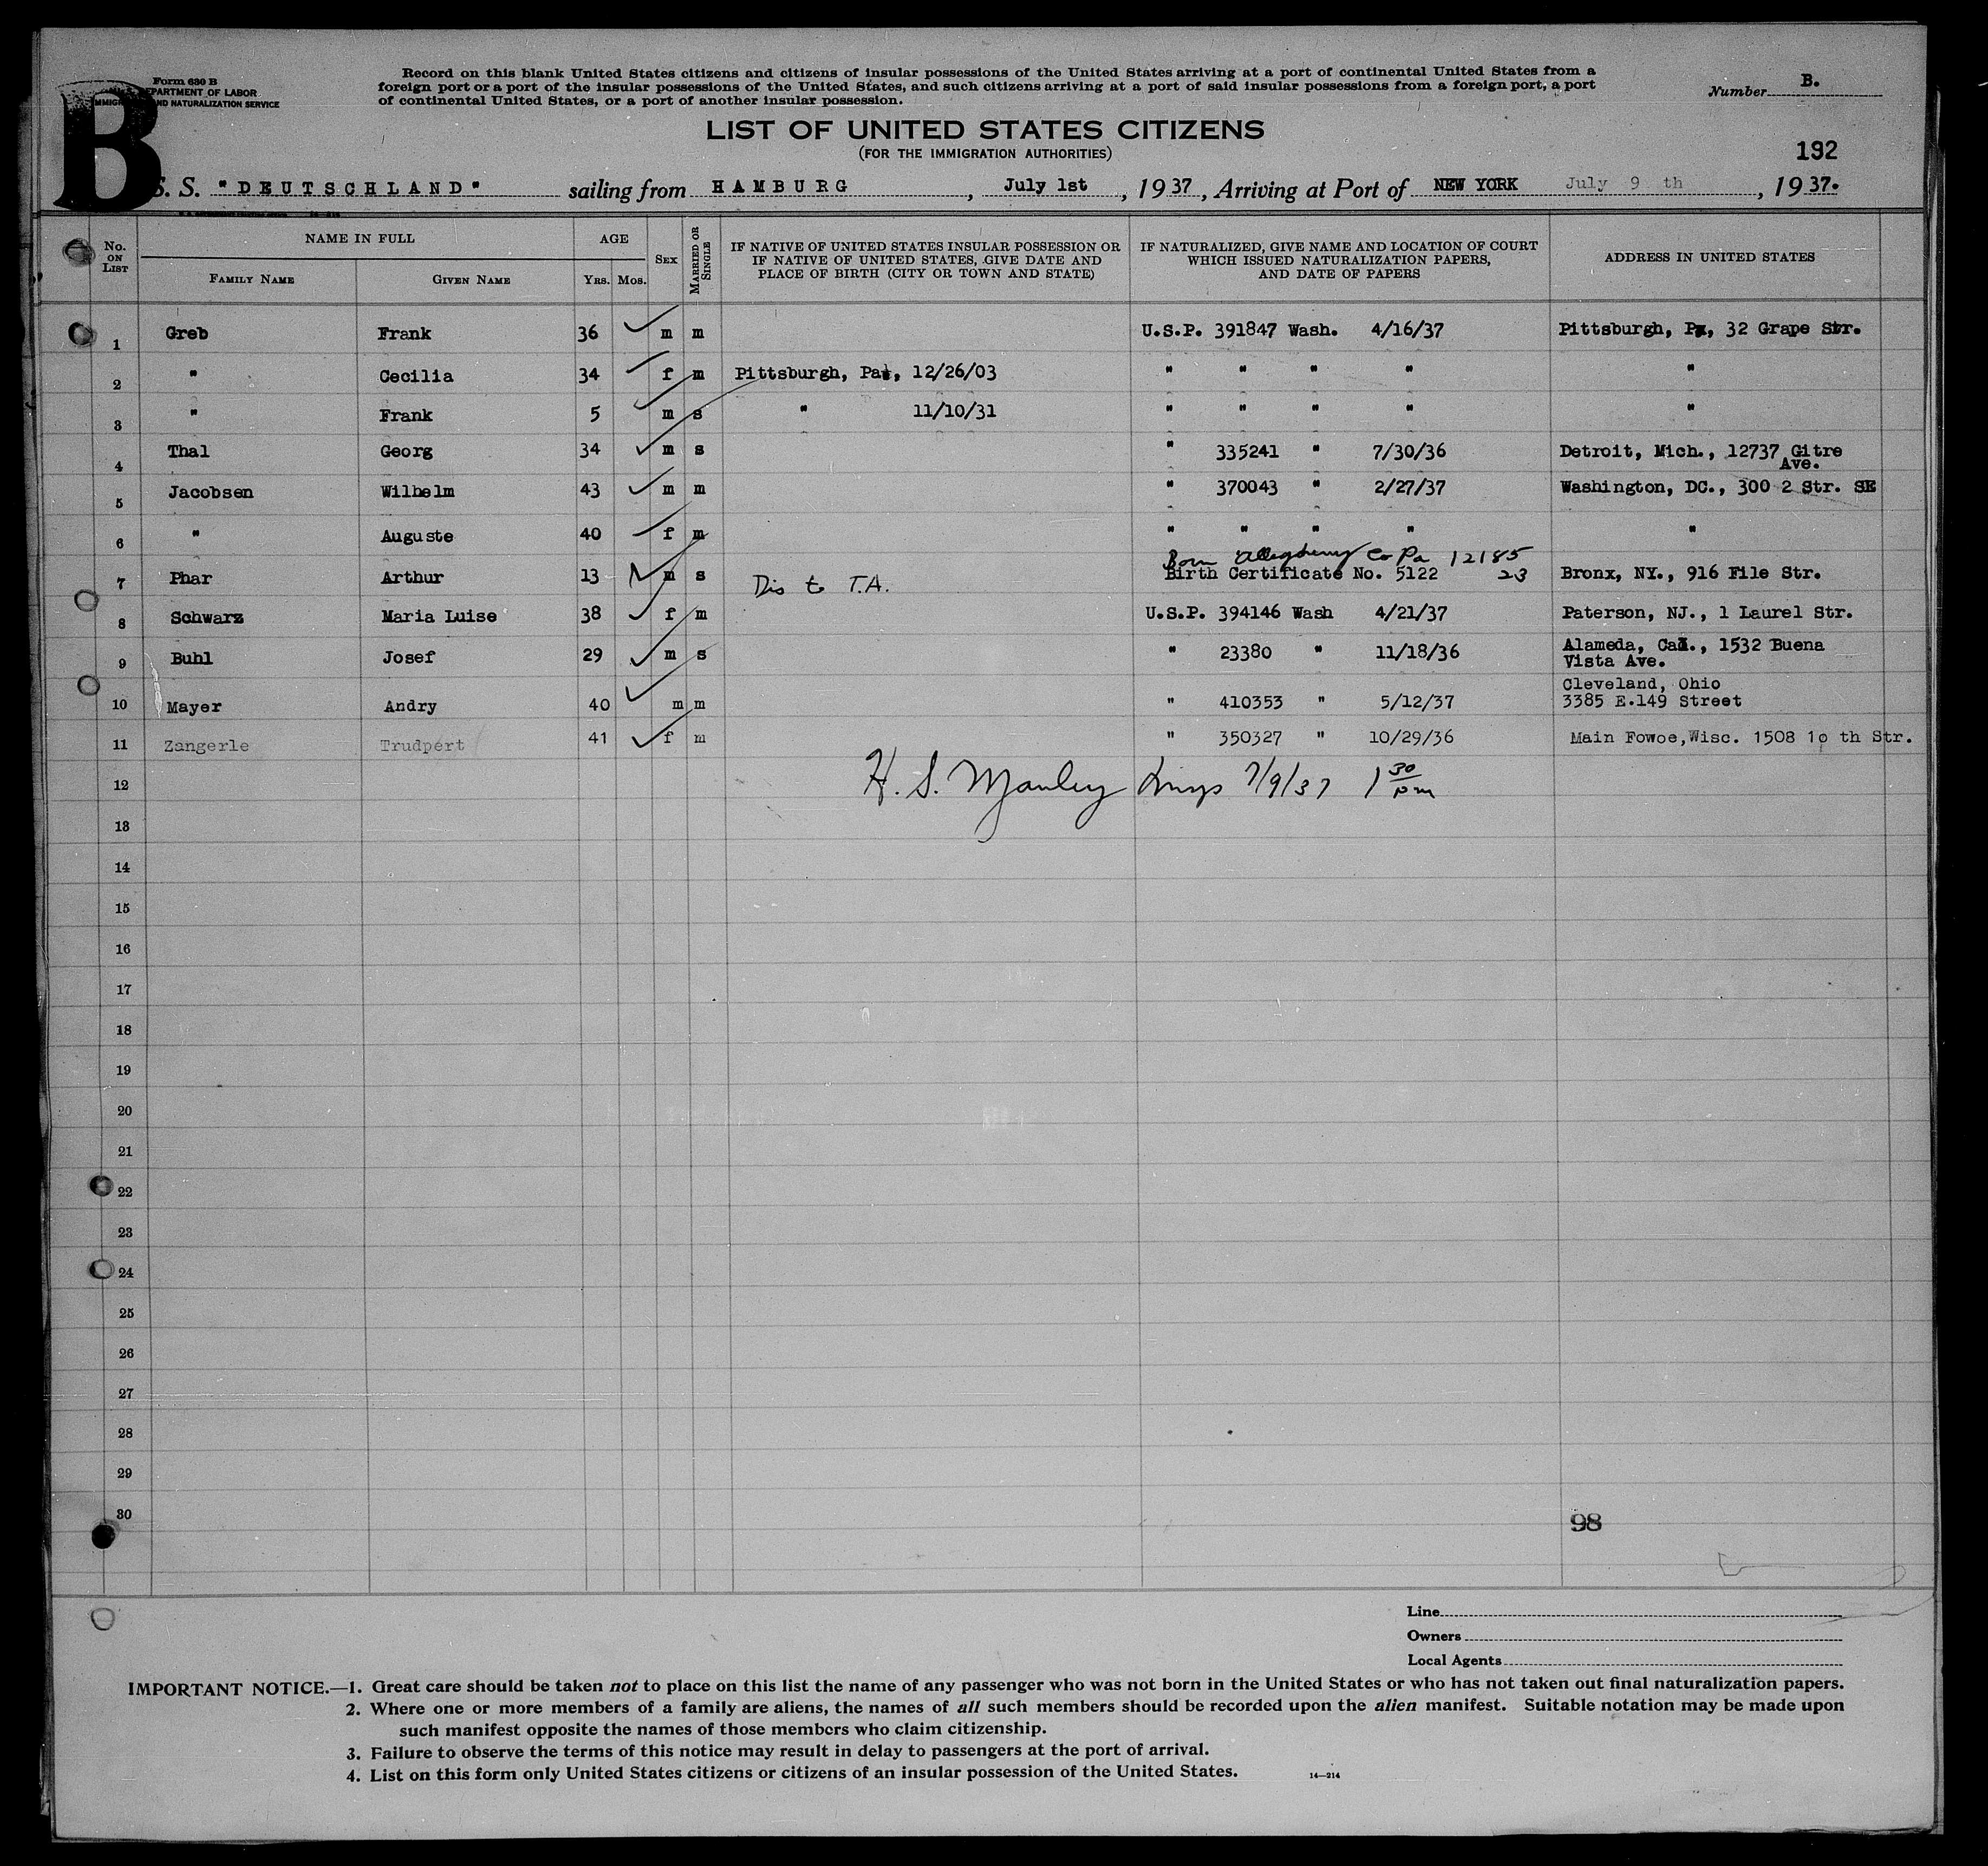 Form 630 B
DEPARTMENT OF LABOR
IMMIGRATION AND NATURALIZATION SERVICE
B
Record on this blank United States citizens and citizens of insular possessions of the United States arriving at a port of continental United States from a
foreign port or a port of the insular possessions of the United States, and such citizens arriving at a port of said insular possessions from a foreign port, a port
of continental United States, or a port of another insular possession.
Number B.
LIST OF UNITED STATES CITIZENS
(FOR THE IMMIGRATION AUTHORITIES)
192
S. S. "DEUTSCHLAND" sailing from HAMBURG, July 1st, 1937, Arriving at Port of NEW YORK July 9 th, 1937.
No. ON LIST
NAME IN FULL
FAMILY NAME
GIVEN NAME
AGE
YRS. MOS.
SEX
MARRIED OR SINGLE
IF NATIVE OF UNITED STATES INSULAR POSSESSION OR
IF NATIVE OF UNITED STATES, GIVE DATE AND
PLACE OF BIRTH (CITY OR TOWN AND STATE)
IF NATURALIZED, GIVE NAME AND LOCATION OF COURT
WHICH ISSUED NATURALIZATION PAPERS,
AND DATE OF PAPERS
ADDRESS IN UNITED STATES
1 Greb Frank 36 m m U.S.P. 391847 Wash. 4/16/37 Pittsburgh, Pa, 32 Grape Str.
2 " Cecilia 34 f m Pittsburgh, Pa., 12/26/03 " " " " "
3 " Frank 5 m s " 11/10/31 " " " " "
4 Thal Georg 34 m s " 335241 " 7/30/36 Detroit, Mich., 12737 Gitre
Ave.
5 Jacobsen Wilhelm 43 m m " 370043 " 2/27/37 Washington, DC., 300 2 Str. SE
6 " Auguste 40 f m " " " " "
Born Allegheny Co Pa 12185
7 Phar Arthur 13 m s Dis to T.A. Birth Certificate No. 5122 23 Bronx, NY., 916 File Str.
8 Schwarz Maria Luise 38 f m U.S.P. 394146 Wash 4/21/37 Paterson, NJ., 1 Laurel Str.
9 Buhl Josef 29 m s " 23380 " 11/18/36 Alameda, Cal., 1532 Buena
Vista Ave.
Cleveland, Ohio
10 Mayer Andry 40 m m " 410353 " 5/12/37 3385 E.149 Street
11 Zangerle Trudpert 41 f m " 350327 " 10/29/36 Main Fowoe,Wisc. 1508 10 th Str.
12 H. S. Manley 7/9/37 1 30 pm
13
14
15
16
17
18
19
20
21
22
23
24
25
26
27
28
29
30
98
Line
Owners
Local Agents
IMPORTANT NOTICE.—1. Great care should be taken not to place on this list the name of any passenger who was not born in the United States or who has not taken out final naturalization papers.
2. Where one or more members of a family are aliens, the names of all such members should be recorded upon the alien manifest. Suitable notation may be made upon
such manifest opposite the names of those members who claim citizenship.
3. Failure to observe the terms of this notice may result in delay to passengers at the port of arrival.
4. List on this form only United States citizens or citizens of an insular possession of the United States. 14—214